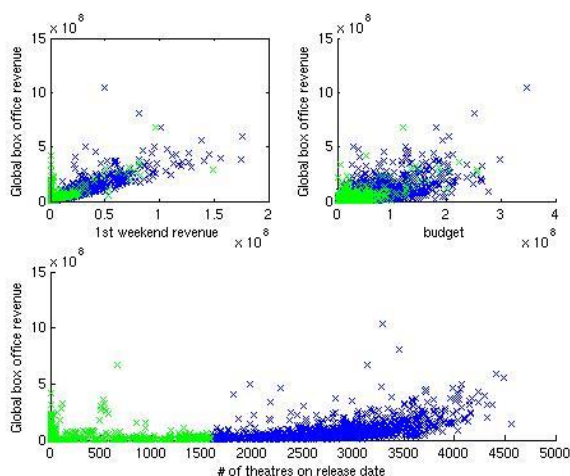 × 10^8
15
10
5
0
Global box office revenue
0 0.5 1 1.5 2
1st weekend revenue
× 10^8
× 10^8
15
10
5
0
Global box office revenue
0 1 2 3 4
budget
× 10^8
× 10^8
15
10
5
0
Global box office revenue
0 500 1000 1500 2000 2500 3000 3500 4000 4500 5000
# of theatres on release date